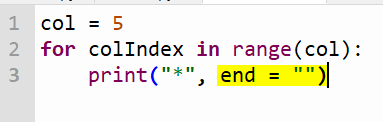 1 col = 5
2 for colIndex in range(col):
3     print("*", end = "")